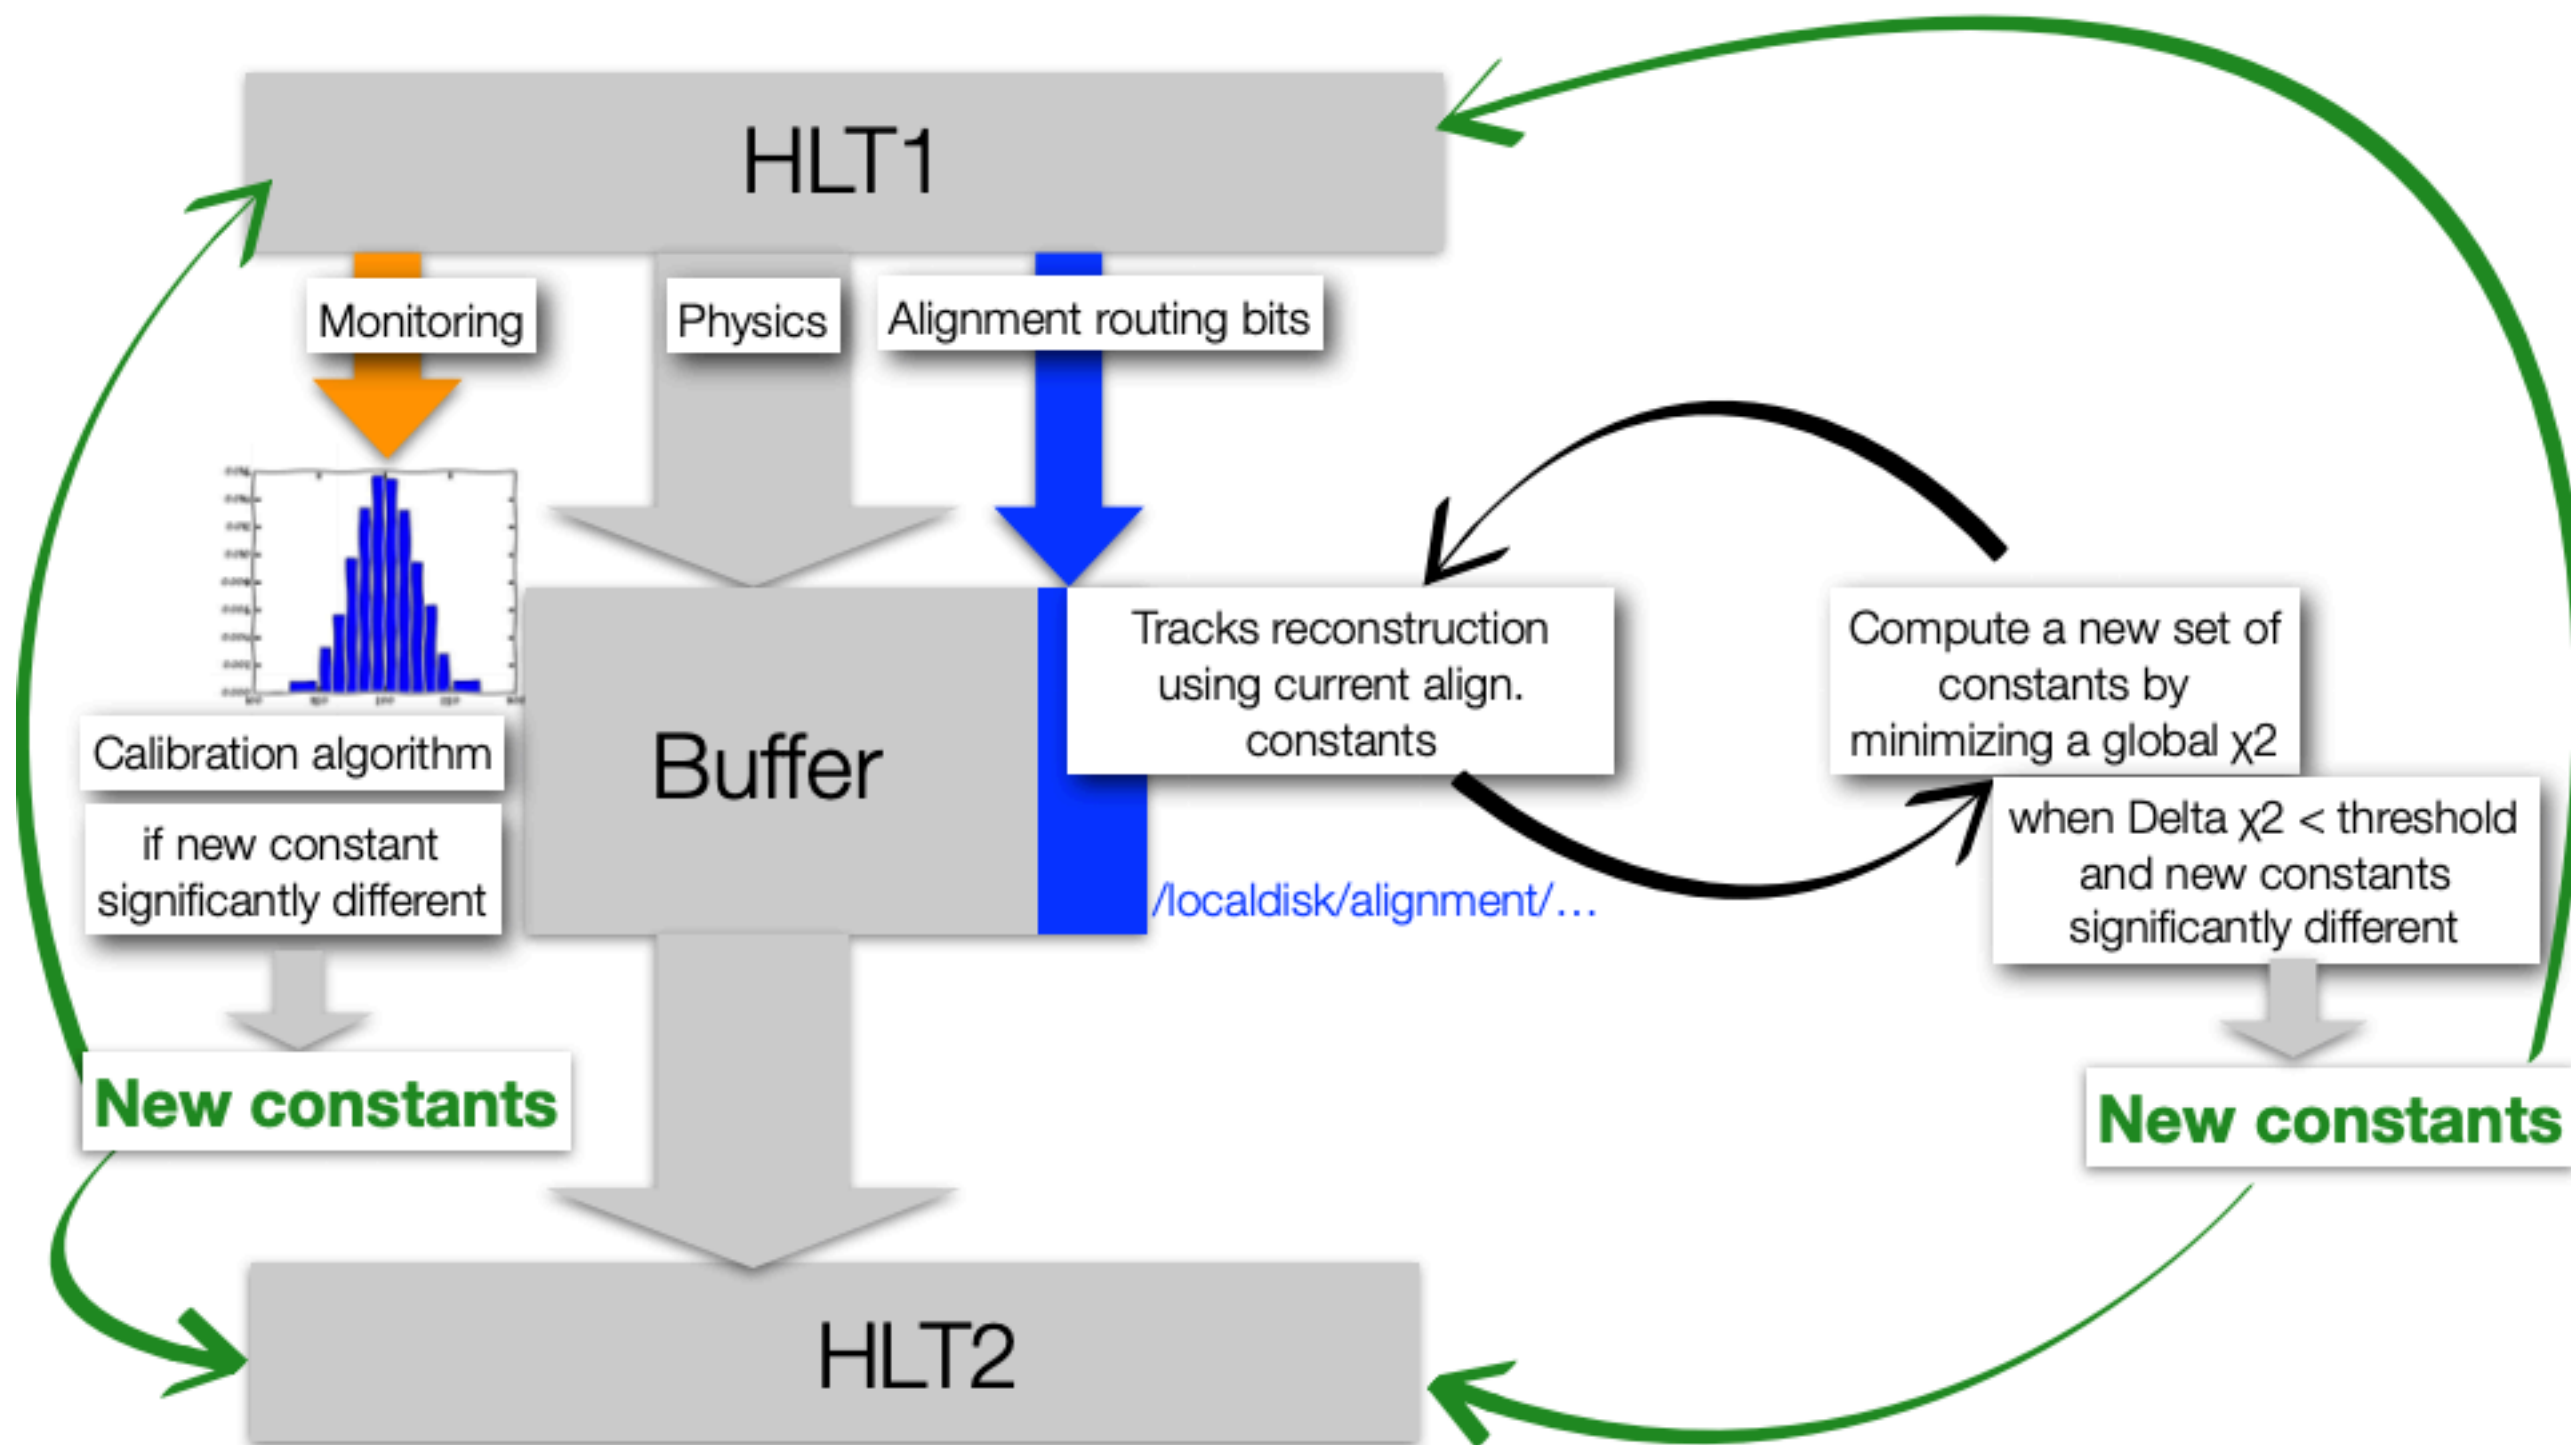 HLT1
Monitoring
Physics
Alignment routing bits
Tracks reconstruction
using current align.
constants
Compute a new set of
constants by
minimizing a global χ2
Calibration algorithm
Buffer
if new constant
significantly different
/localdisk/alignment/...
when Delta χ2 < threshold
and new constants
significantly different
New constants
New constants
HLT2